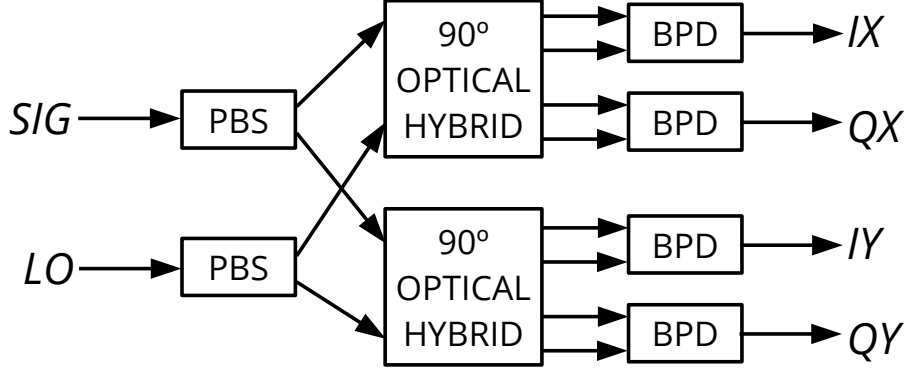 SIG
PBS
LO
PBS
90º
OPTICAL
HYBRID
90º
OPTICAL
HYBRID
BPD
IX
BPD
QX
BPD
IY
BPD
QY